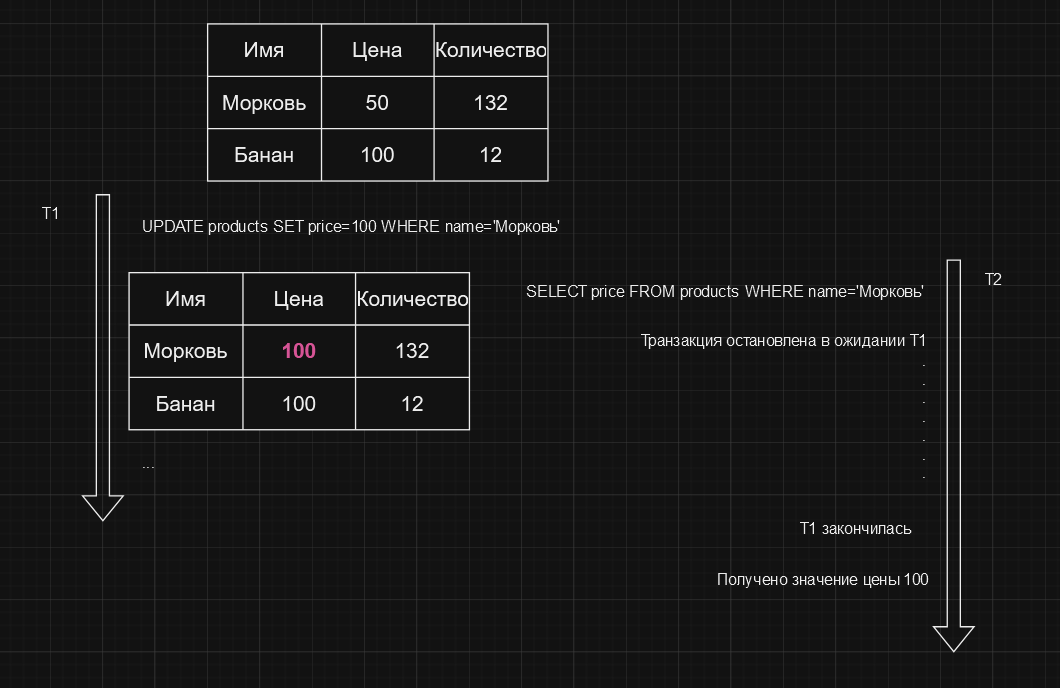 Имя Цена Количество
Морковь 50 132
Банан 100 12
T1
UPDATE products SET price=100 WHERE name='Морковь'
Имя Цена Количество
Морковь 100 132
Банан 100 12
...
T2
SELECT price FROM products WHERE name='Морковь'
Транзакция остановлена в ожидании T1
.
.
.
.
.
.
.
T1 закончилась
Получено значение цены 100